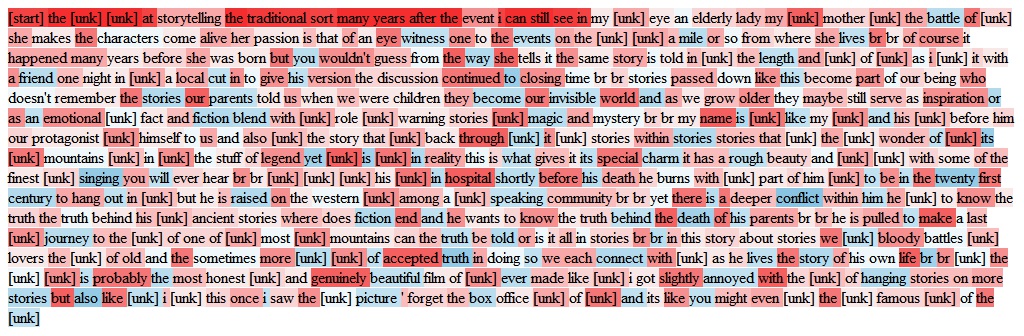 [start] the [unk] [unk] at storytelling the traditional sort many years after the event i can still see in my [unk] eye an elderly lady my [unk] mother [unk] the battle of [unk]
she makes the characters come alive her passion is that of an eye witness one to the events on the [unk] [unk] a mile or so from where she lives br br of course it
happened many years before she was born but you wouldn't guess from the way she tells it the same story is told in [unk] the length and [unk] of [unk] as i [unk] it with
a friend one night in [unk] a local cut in to give his version the discussion continued to closing time br br stories passed down like this become part of our being who
doesn't remember the stories our parents told us when we were children they become our invisible world and as we grow older they maybe still serve as inspiration or
as an emotional [unk] fact and fiction blend with [unk] role [unk] warning stories [unk] magic and mystery br br my name is [unk] like my [unk] and his [unk] before him
our protagonist [unk] himself to us and also [unk] the story that [unk] back through [unk] it [unk] stories within stories stories that [unk] the [unk] wonder of [unk] its
[unk] mountains [unk] in [unk] the stuff of legend yet [unk] is [unk] in reality this is what gives it its special charm it has a rough beauty and [unk] [unk] with some of the
finest [unk] singing you will ever hear br br [unk] [unk] [unk] his [unk] in hospital shortly before his death he burns with [unk] part of him [unk] to be in the twenty first
century to hang out in [unk] but he is raised on the western [unk] among a [unk] speaking community br br yet there is a deeper conflict within him he [unk] to know the
truth the truth behind his [unk] ancient stories where does fiction end and he wants to know the truth behind the death of his parents br br he is pulled to make a last
[unk] journey to the [unk] of one of [unk] most [unk] mountains can the truth be told or is it all in stories br br in this story about stories we [unk] bloody battles [unk]
lovers the [unk] of old and the sometimes more [unk] [unk] of accepted truth in doing so we each connect with [unk] as he lives the story of his own life br br [unk] the
[unk] [unk] is probably the most honest [unk] and genuinely beautiful film of [unk] ever made like [unk] i got slightly annoyed with the [unk] of hanging stories on more
stories but also like [unk] i [unk] this once i saw the [unk] picture ' forget the box office [unk] of [unk] and its like you might even [unk] the [unk] famous [unk] of the
[unk]